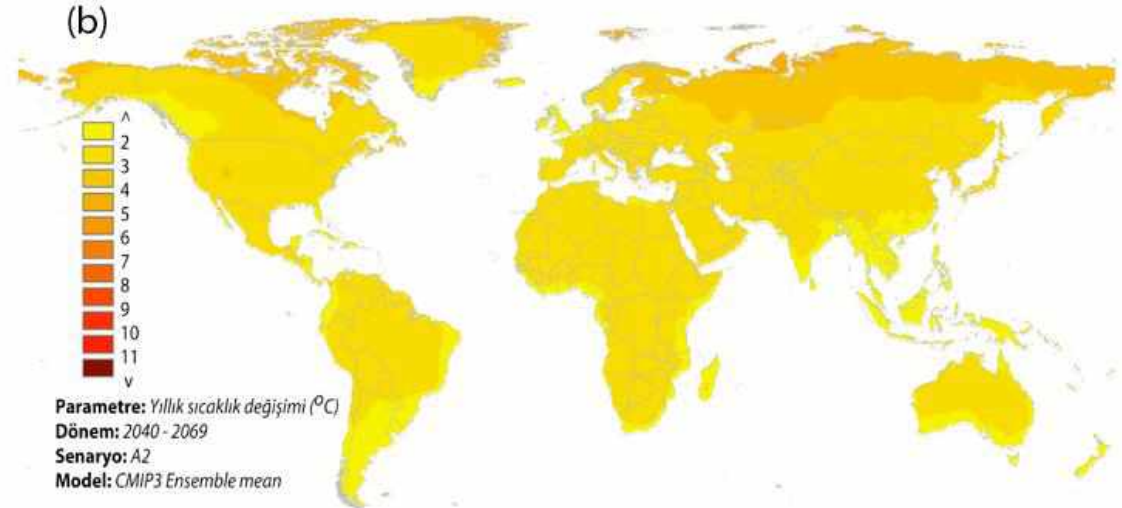 (b)
^
2
3
4
5
6
7
8
9
10
11
v
Parametre: Yıllık sıcaklık değişimi (⁰C)
Dönem: 2040 - 2069
Senaryo: A2
Model: CMIP3 Ensemble mean